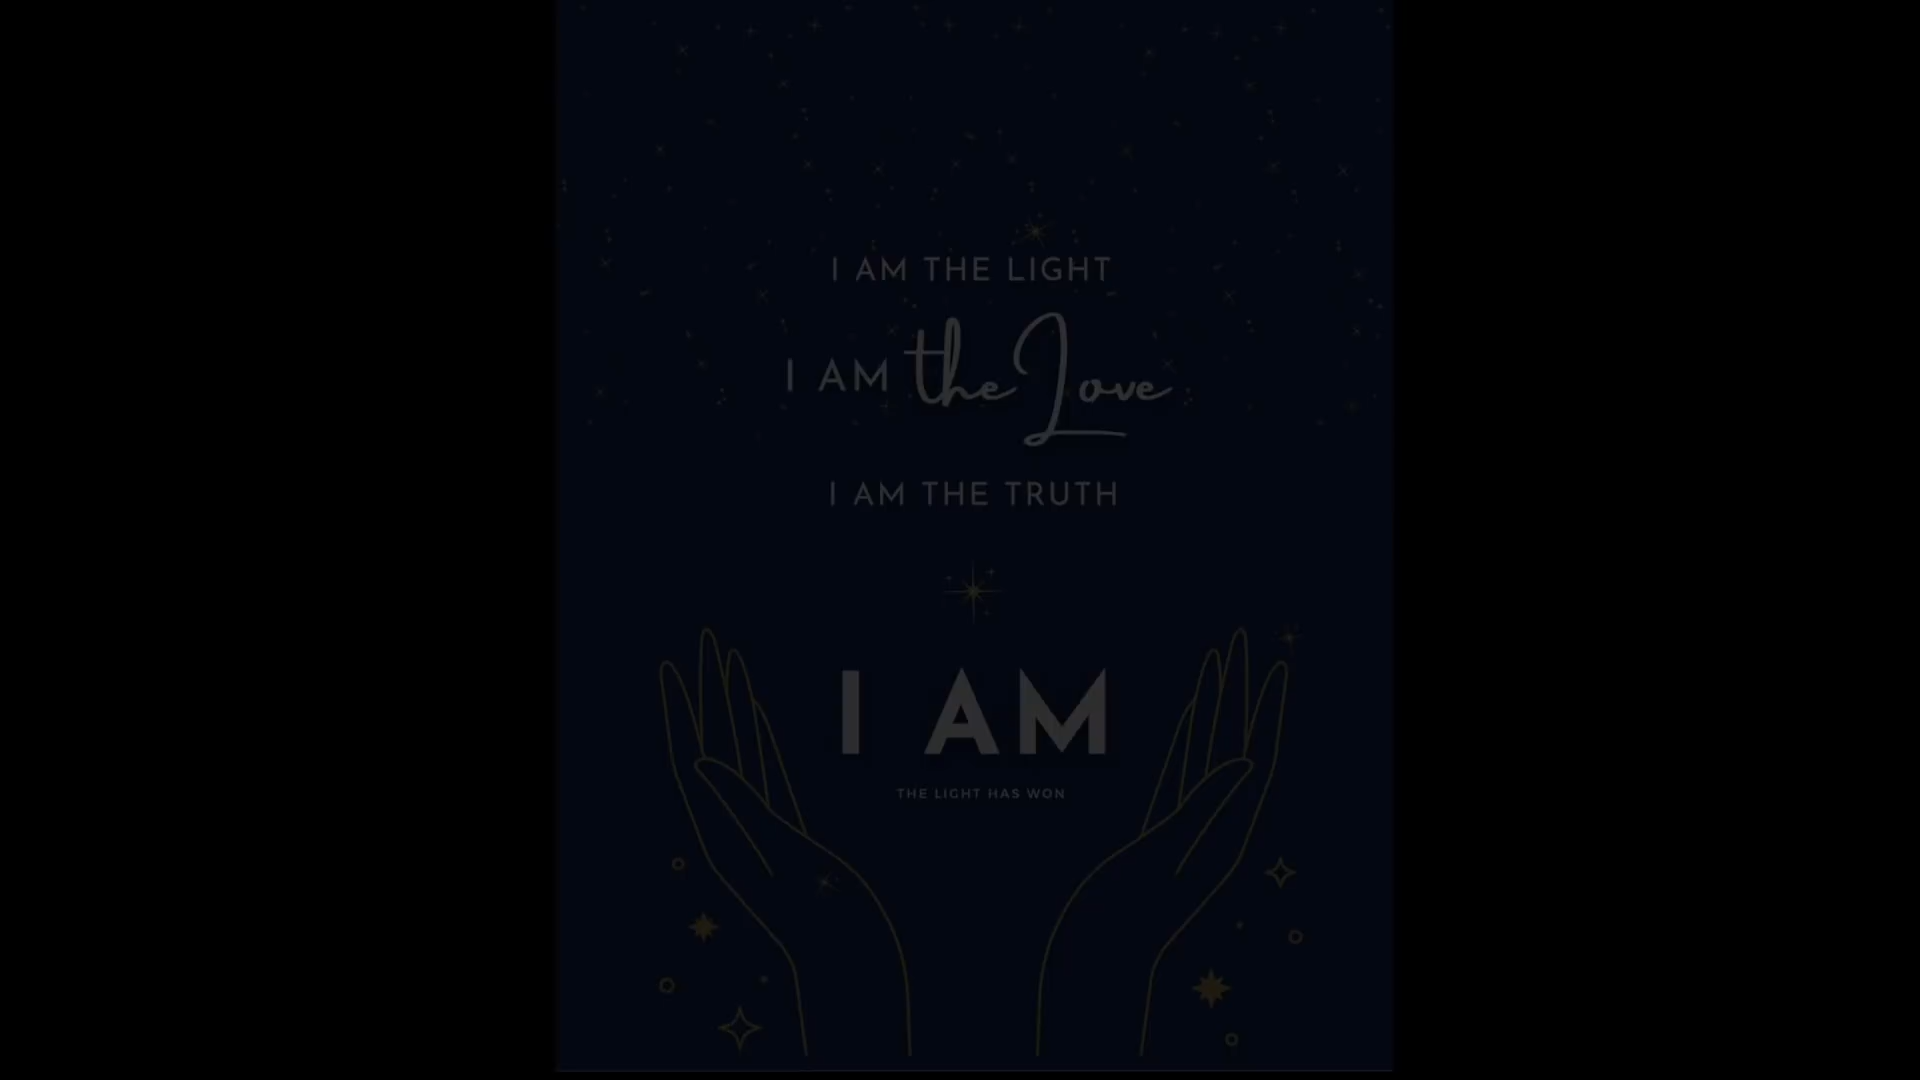 I AM THE LIGHT
I AM the Love
I AM THE TRUTH
I AM
THE LIGHT HAS WON